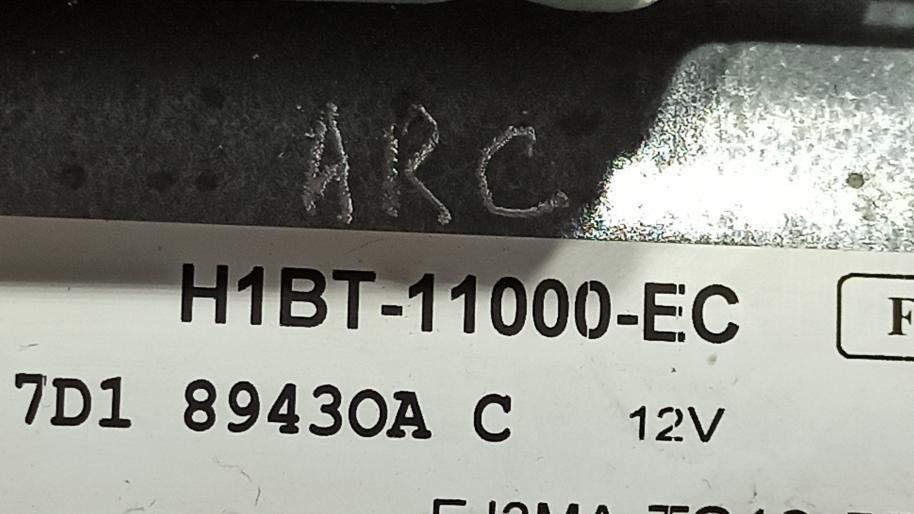 ARC
H1BT-11000-EC
F
7D1 89430A C 12V